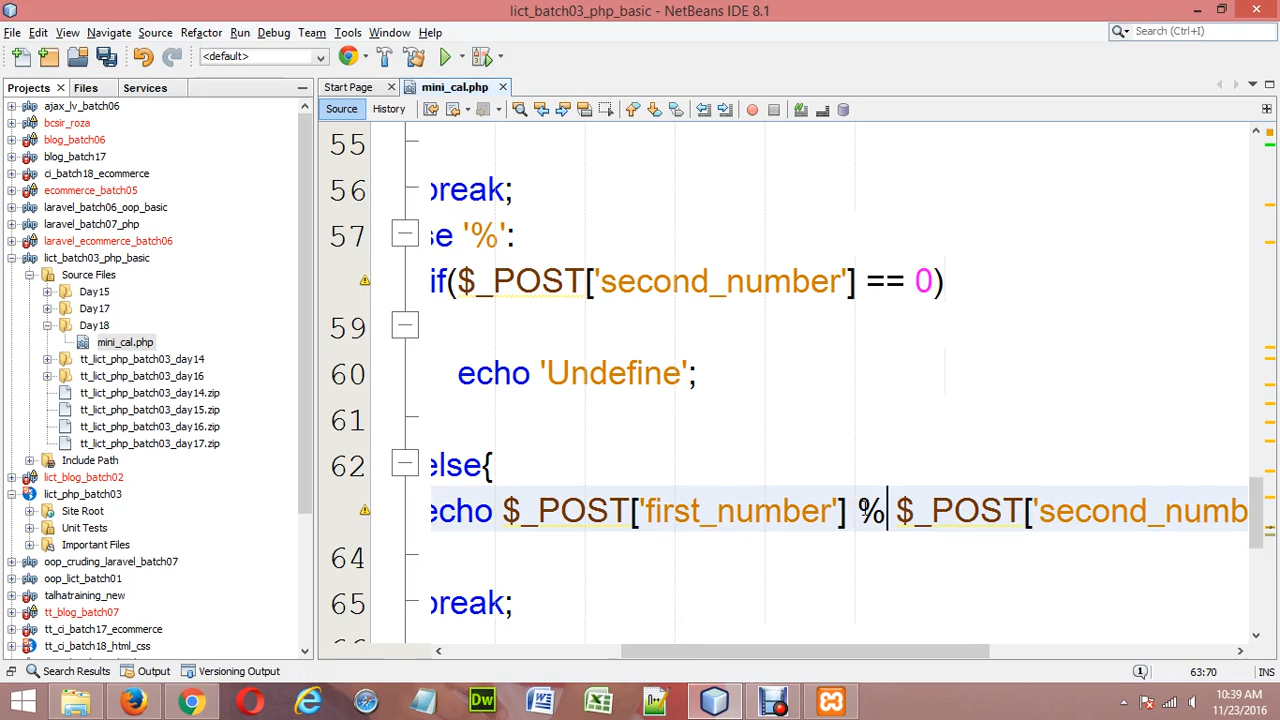 lict_batch03_php_basic - NetBeans IDE 8.1
File Edit View Navigate Source Refactor Run Debug Team Tools Window Help
Search (Ctrl+I)
<default>
Projects Files Services
Start Page mini_cal.php
Source History
ajax_lv_batch06
bcsir_roza
blog_batch06
blog_batch17
ci_batch18_ecommerce
ecommerce_batch05
laravel_batch06_oop_basic
laravel_batch07_php
laravel_ecommerce_batch06
lict_batch03_php_basic
Source Files
Day15
Day17
Day18
mini_cal.php
tt_lict_php_batch03_day14
tt_lict_php_batch03_day16
tt_lict_php_batch03_day14.zip
tt_lict_php_batch03_day15.zip
tt_lict_php_batch03_day16.zip
tt_lict_php_batch03_day17.zip
Include Path
lict_blog_batch02
lict_php_batch03
Source Files
Unit Tests
Important Files
oop_cruding_laravel_batch07
oop_lict_batch01
talhatraining_new
tt_blog_batch07
tt_ci_batch17_ecommerce
tt_ci_batch18_html_css
55
56 break;
57 se '%':
if($_POST['second_number'] == 0)
59
60 echo 'Undefine';
61
62 else{
echo $_POST['first_number'] % $_POST['second_numb
64
65 break;
Search Results Output Versioning Output
63:70 INS
10:39 AM
11/23/2016